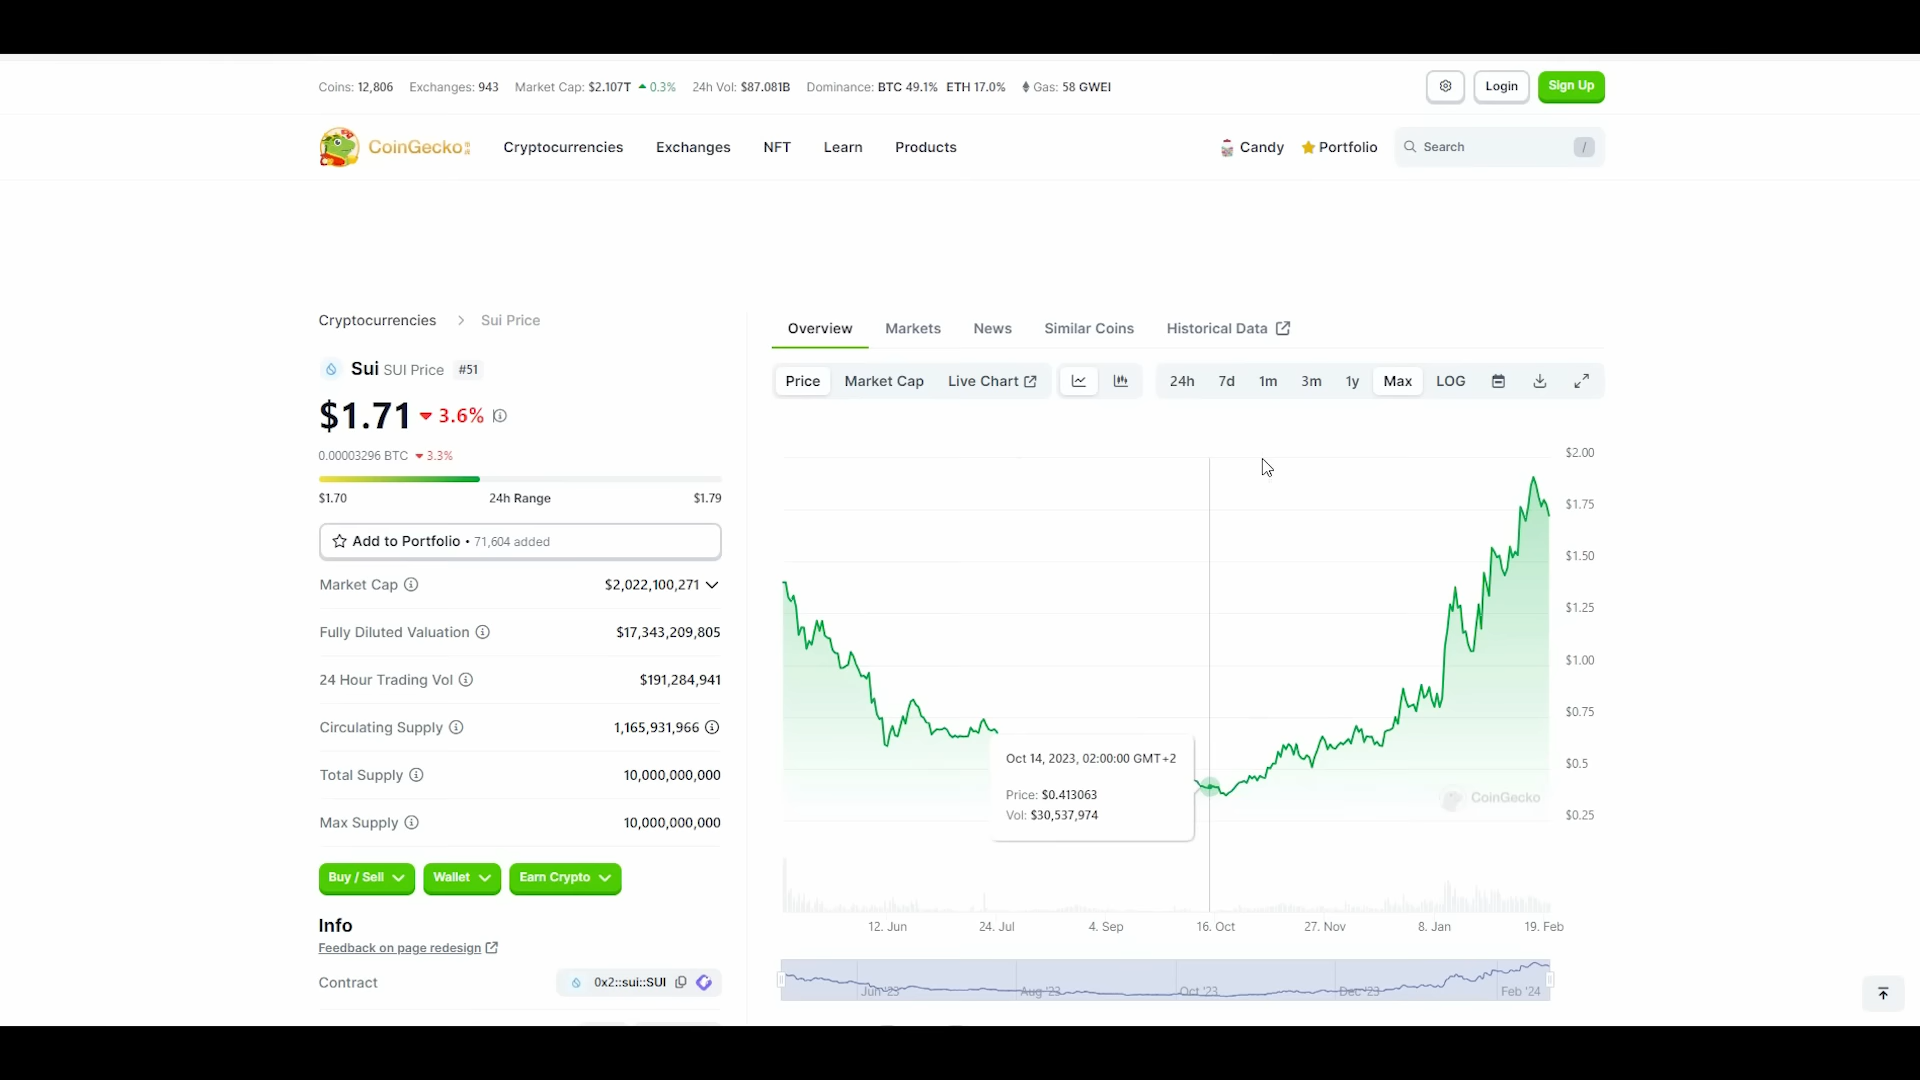 Coins: 12,806 Exchanges: 943 Market Cap: $2.107T 0.3% 24h Vol: $87.081B Dominance: BTC 49.1% ETH 17.0% Gas: 58 GWEI
Login
Sign Up
CoinGecko
Cryptocurrencies Exchanges NFT Learn Products
Candy Portfolio Search /
Cryptocurrencies > Sui Price
Sui SUI Price #51
$1.71 3.6%
0.00003296 BTC 3.3%
$1.70 24h Range $1.79
Add to Portfolio • 71,604 added
Market Cap $2,022,100,271
Fully Diluted Valuation $17,343,209,805
24 Hour Trading Vol $191,284,941
Circulating Supply 1,165,931,966
Total Supply 10,000,000,000
Max Supply 10,000,000,000
Buy / Sell Wallet Earn Crypto
Info
Feedback on page redesign
Contract 0x2::sui::SUI
Overview Markets News Similar Coins Historical Data
Price Market Cap Live Chart 24h 7d 1m 3m 1y Max LOG
$2.00
$1.75
$1.50
$1.25
$1.00
$0.75
$0.5
$0.25
Oct 14, 2023, 02:00:00 GMT+2
Price: $0.413063
Vol: $30,537,974
CoinGecko
12. Jun 24. Jul 4. Sep 16. Oct 27. Nov 8. Jan 19. Feb
Jun '23 Aug '23 Oct '23 Dec '23 Feb '24